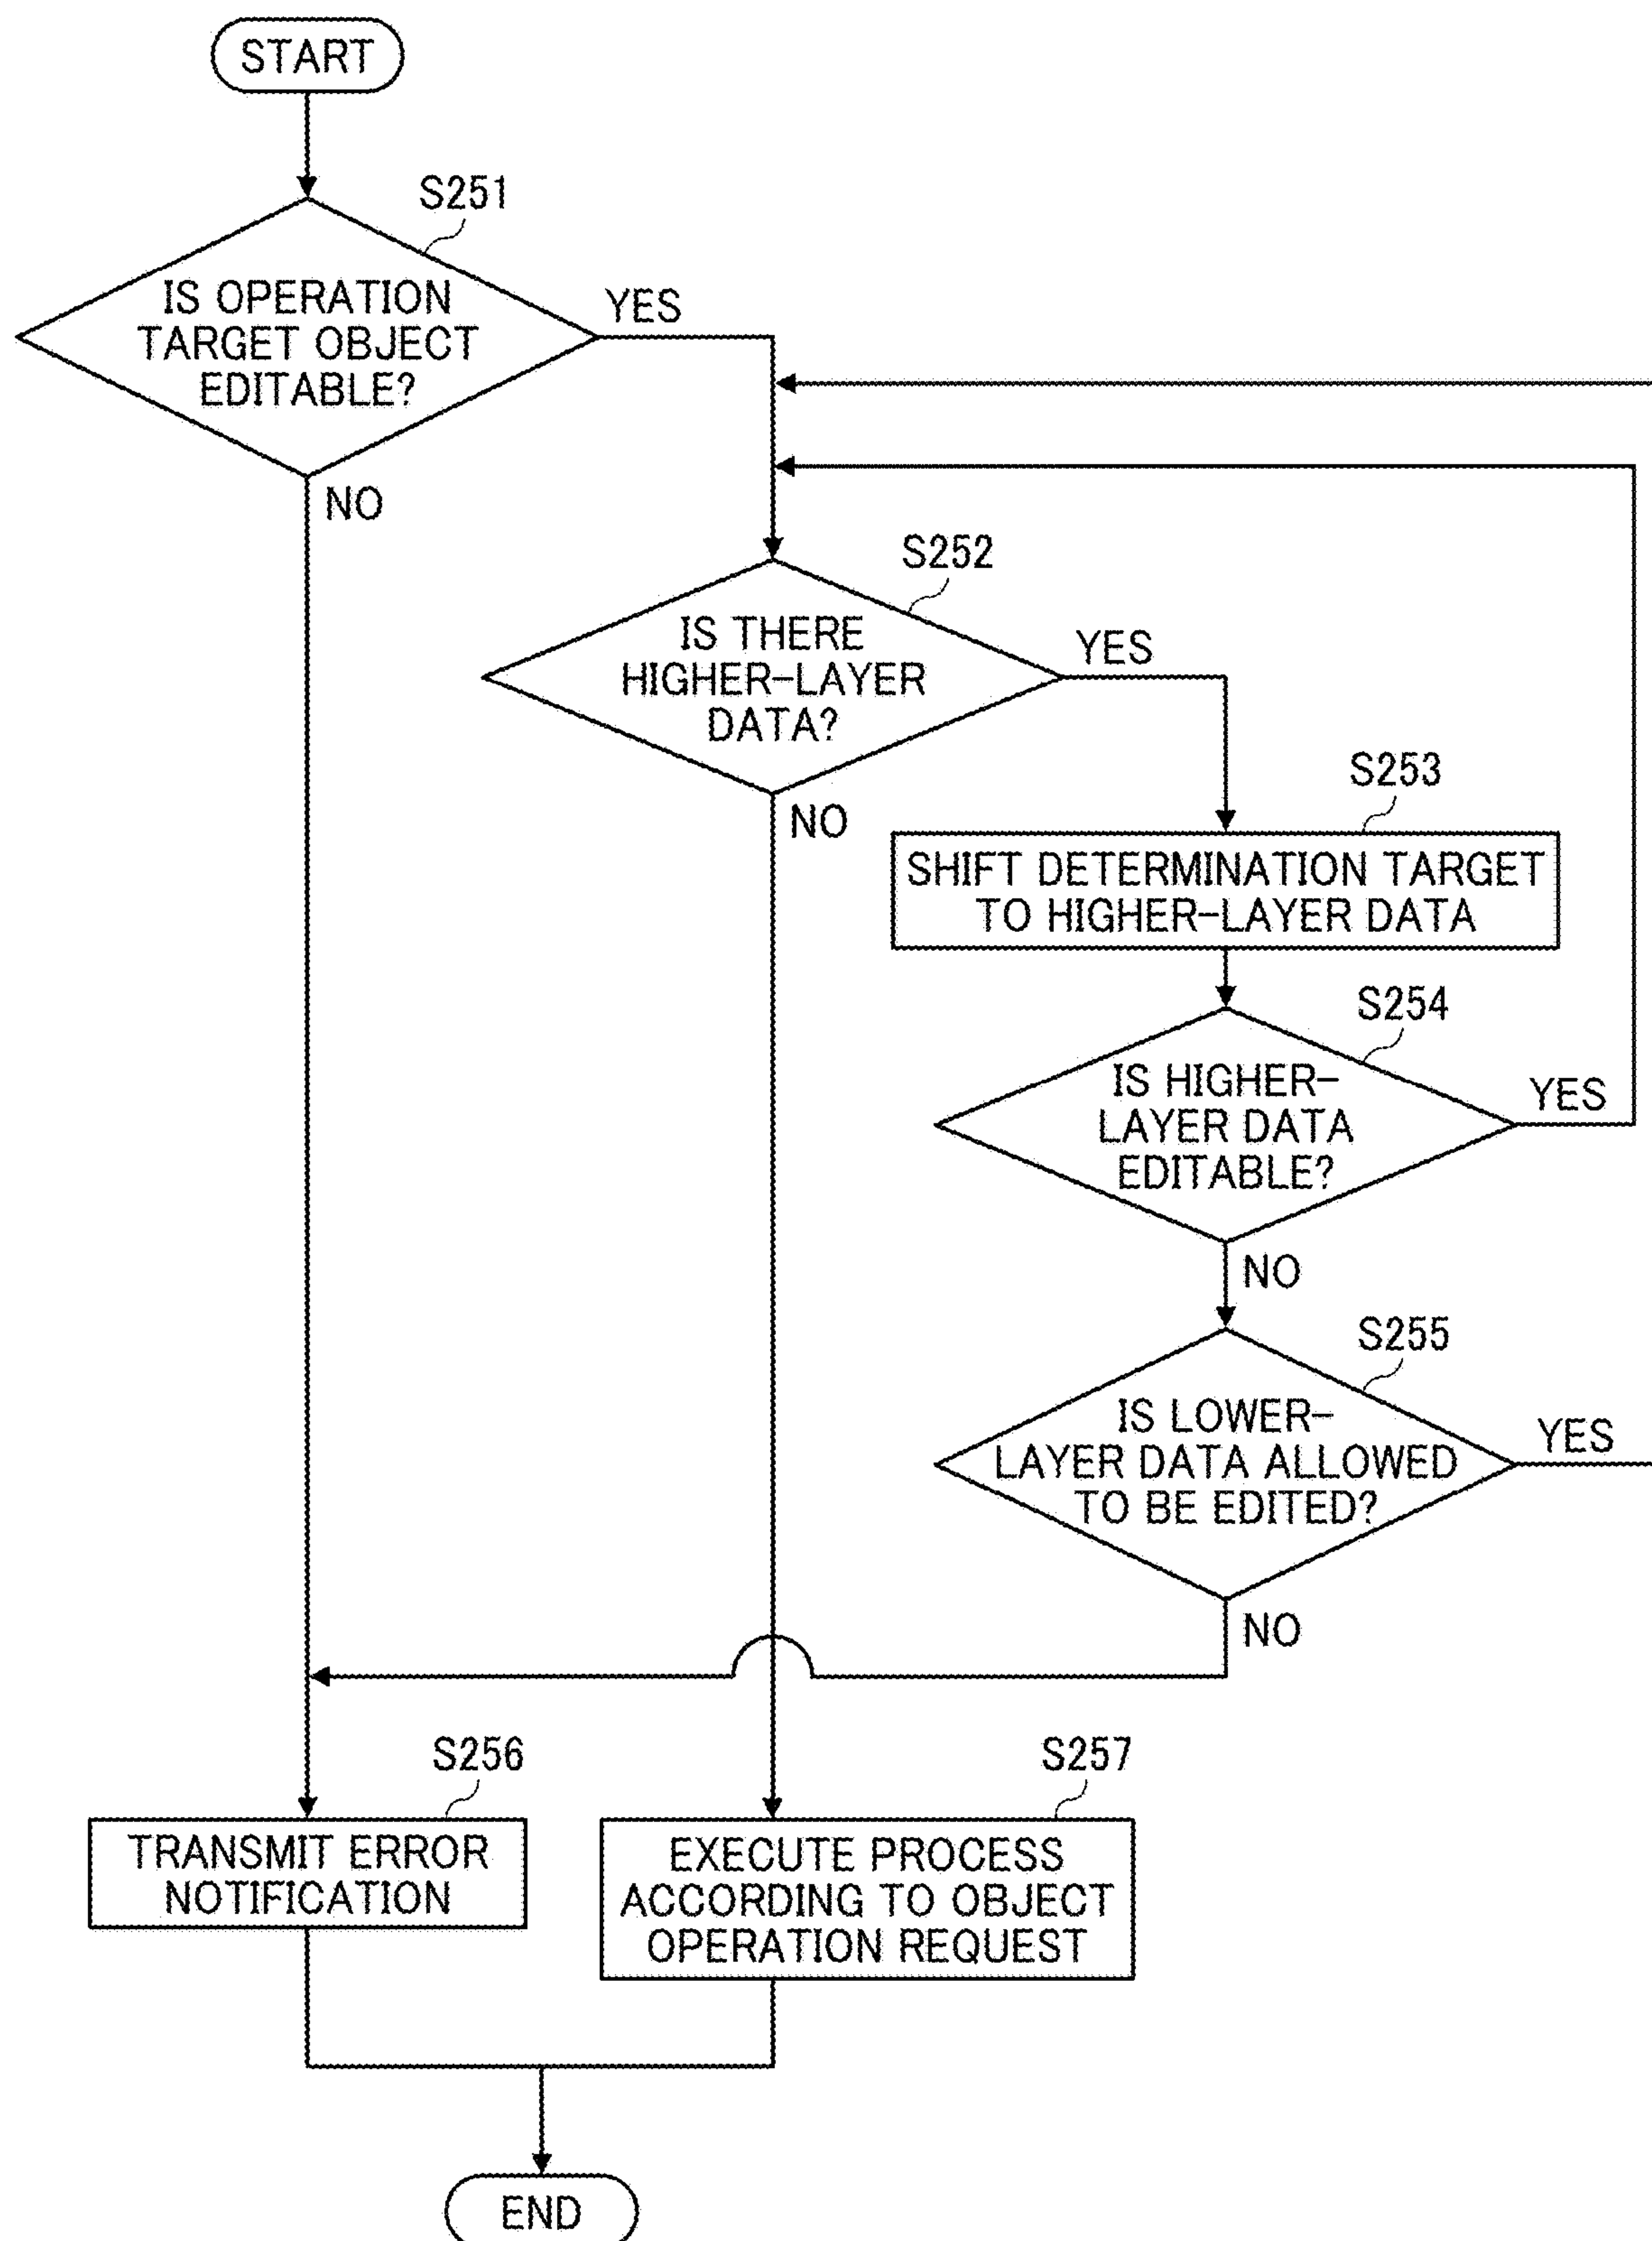 START
S251
IS OPERATION
TARGET OBJECT
EDITABLE?
YES
NO
S252
IS THERE
HIGHER-LAYER
DATA?
YES
NO
S253
SHIFT DETERMINATION TARGET
TO HIGHER-LAYER DATA
S254
IS HIGHER-
LAYER DATA
EDITABLE?
YES
NO
S255
IS LOWER-
LAYER DATA ALLOWED
TO BE EDITED?
YES
NO
S256
TRANSMIT ERROR
NOTIFICATION
S257
EXECUTE PROCESS
ACCORDING TO OBJECT
OPERATION REQUEST
END